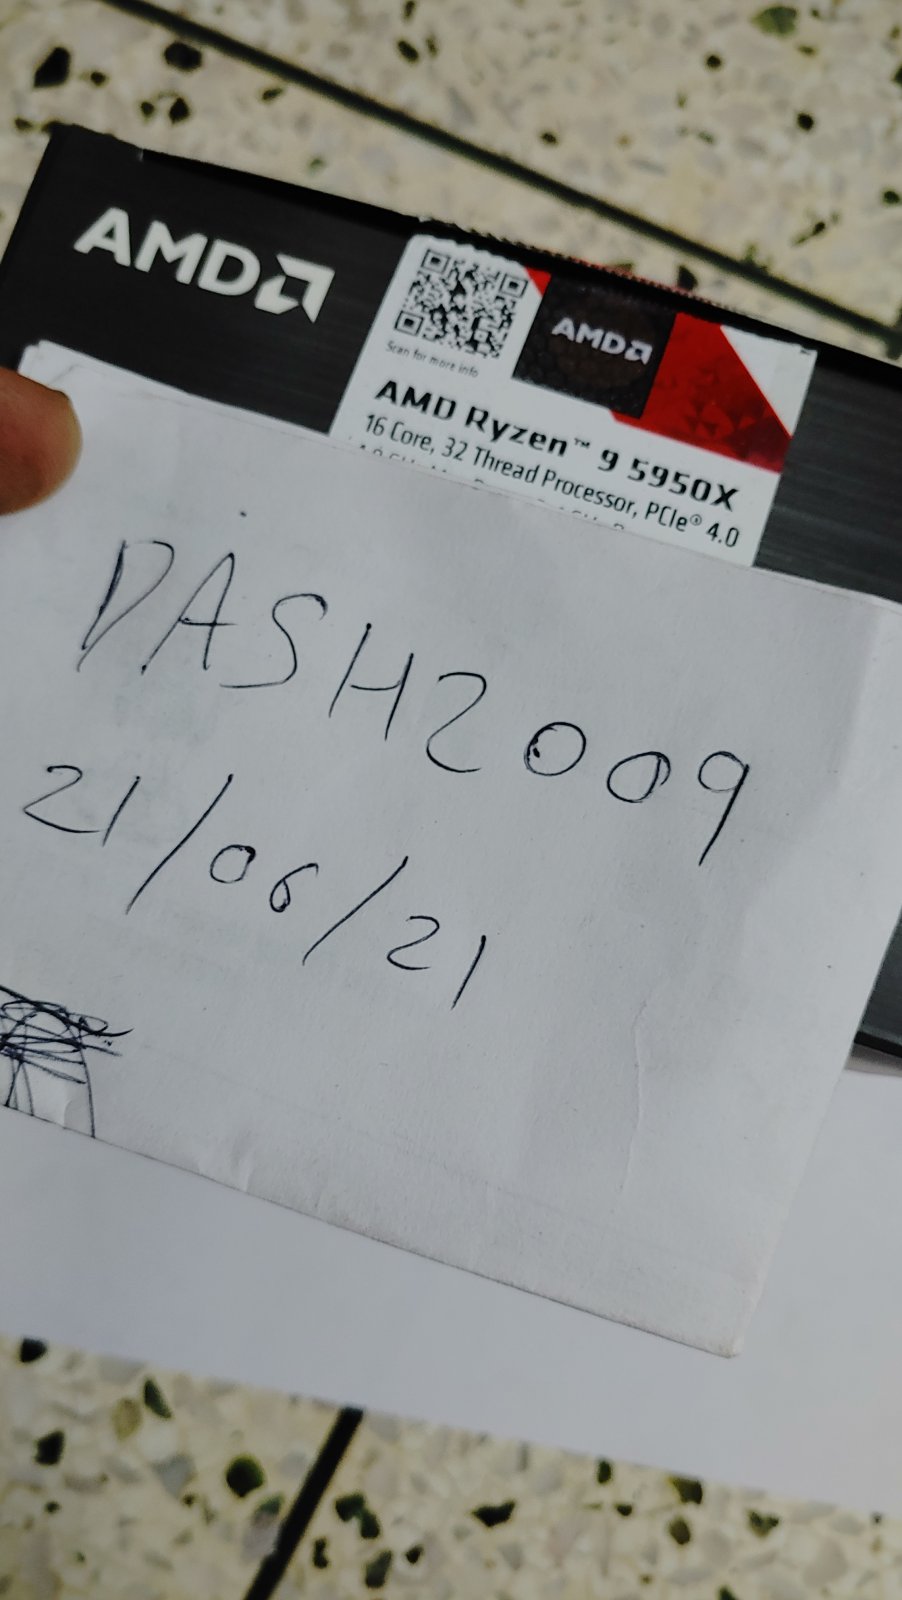 AMD
AMD
Scan for more info
AMD Ryzen™ 9 5950X
16 Core, 32 Thread Processor, PCIe® 4.0
DASH2009
21/06/21